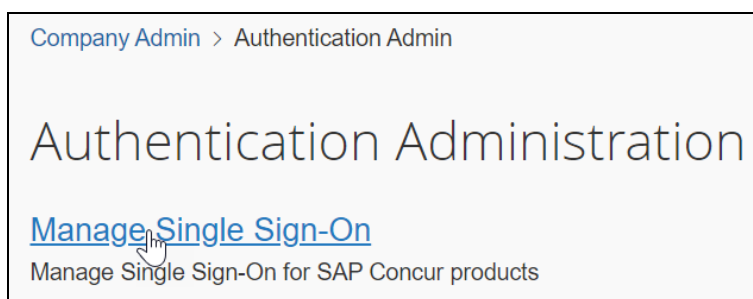 Company Admin > Authentication Admin
Authentication Administration
Manage Single Sign-On
Manage Single Sign-On for SAP Concur products